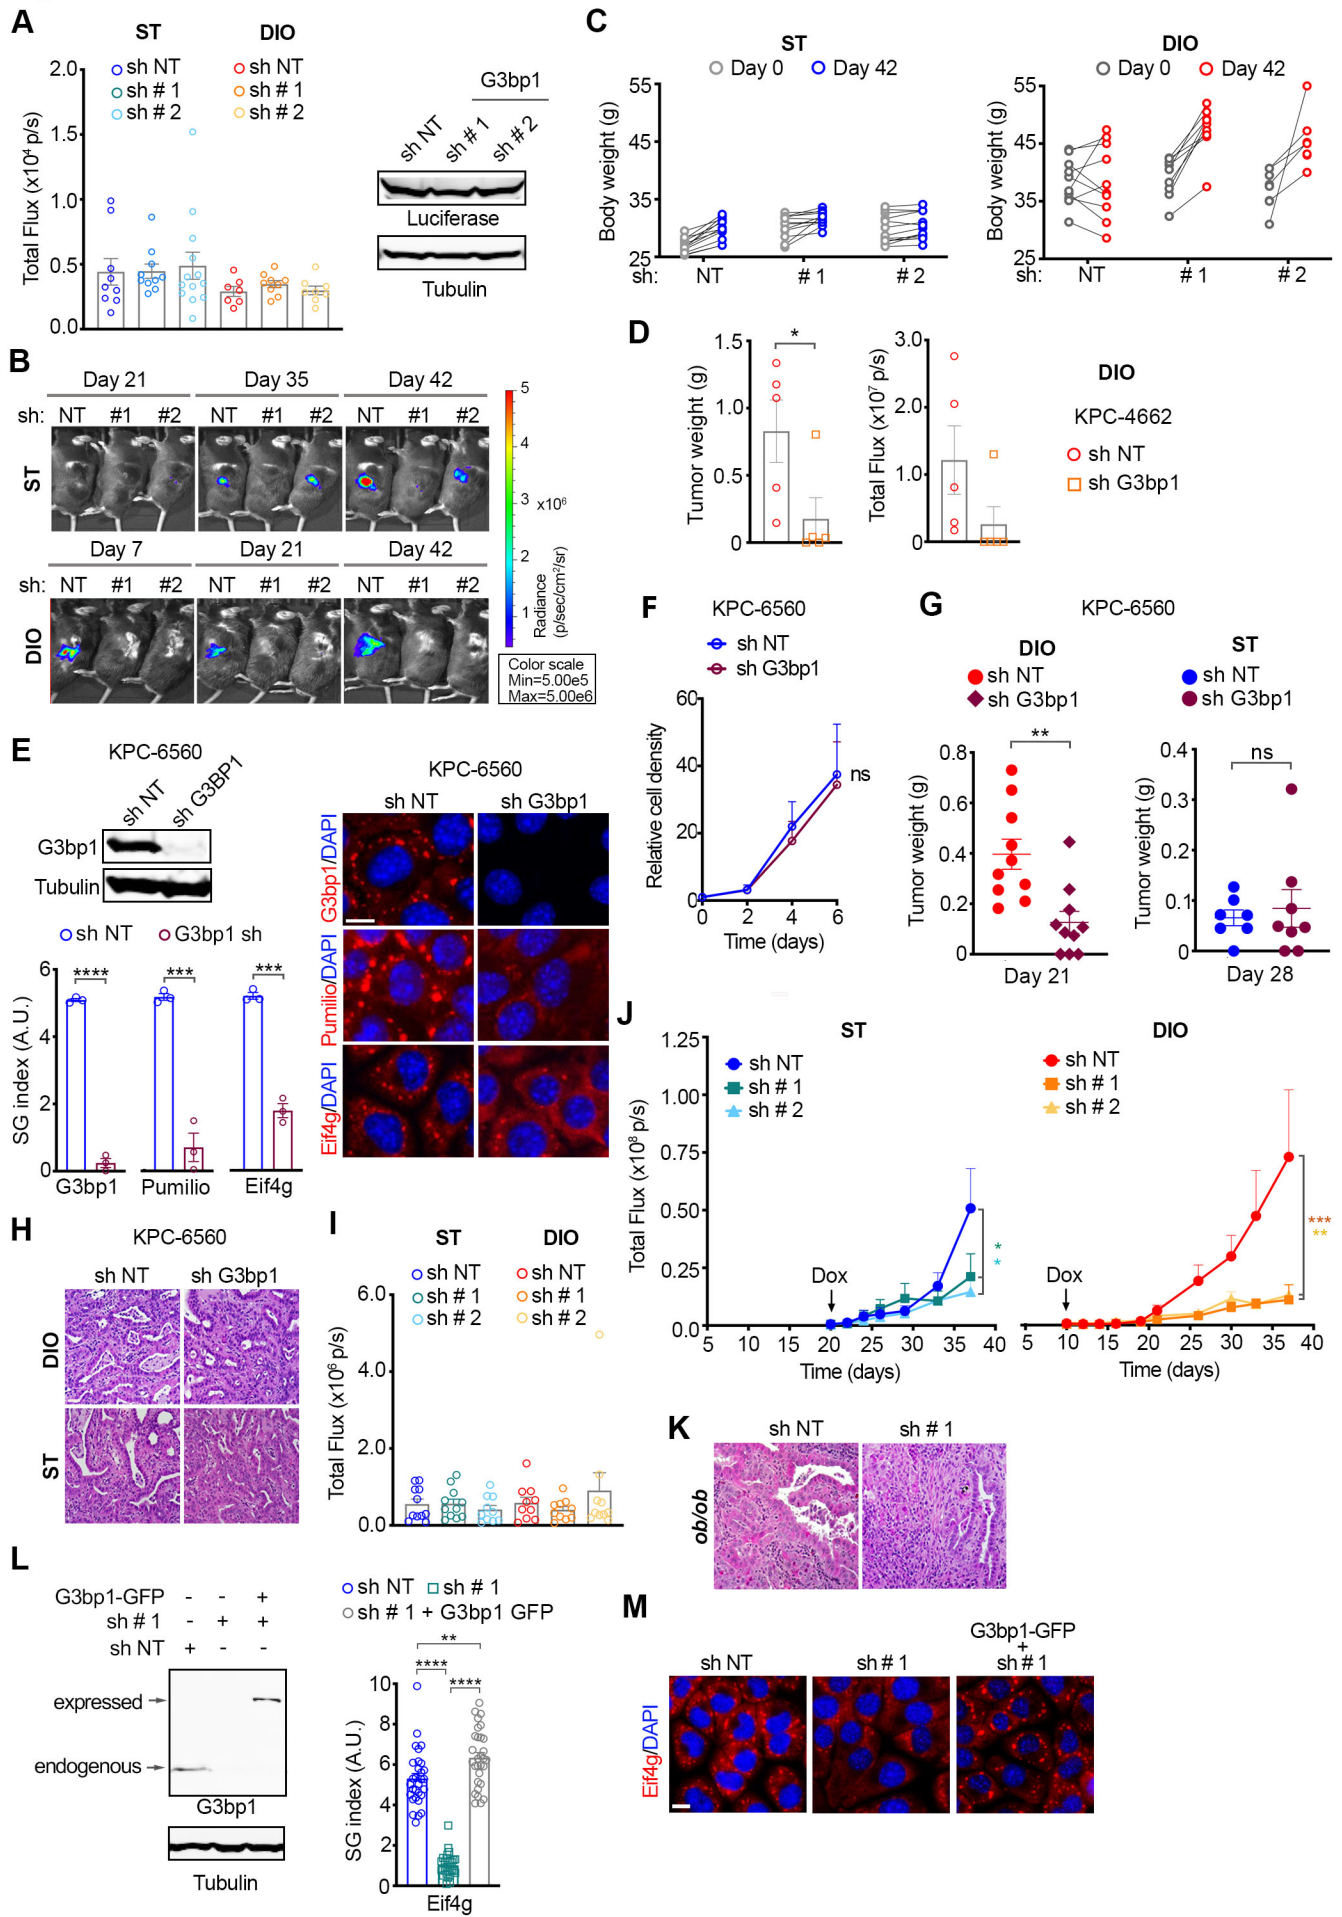 A
ST
DIO
sh NT
sh # 1
sh # 2
sh NT
sh # 1
sh # 2
Total Flux (x10⁴ p/s)
2.0
1.5
1.0
0.5
0.0
G3bp1
sh NT
sh # 1
sh # 2
Luciferase
Tubulin
B
Day 21
Day 35
Day 42
sh: NT #1 #2 NT #1 #2 NT #1 #2
ST
Day 7
Day 21
Day 42
sh: NT #1 #2 NT #1 #2 NT #1 #2
DIO
5
4
3
2
1
x10⁶
Radiance
(p/sec/cm²/sr)
Color scale
Min=5.00e5
Max=5.00e6
C
ST
Day 0
Day 42
Body weight (g)
55
45
35
25
sh: NT # 1 # 2
DIO
Day 0
Day 42
Body weight (g)
55
45
35
25
sh: NT # 1 # 2
D
Tumor weight (g)
1.5
1.0
0.5
0
*
Total Flux (x10⁷ p/s)
3.0
2.0
1.0
0
DIO
KPC-4662
sh NT
sh G3bp1
E
KPC-6560
sh NT
sh G3BP1
G3bp1
Tubulin
sh NT
G3bp1 sh
SG index (A.U.)
6
4
2
0
****
***
***
G3bp1
Pumilio
Eif4g
KPC-6560
sh NT
sh G3bp1
G3bp1/DAPI
Pumilio/DAPI
Eif4g/DAPI
F
KPC-6560
sh NT
sh G3bp1
Relative cell density
60
40
20
0
ns
0 2 4 6
Time (days)
G
KPC-6560
DIO
sh NT
sh G3bp1
Tumor weight (g)
0.8
0.6
0.4
0.2
0
**
Day 21
ST
sh NT
sh G3bp1
Tumor weight (g)
0.4
0.3
0.2
0.1
0
ns
Day 28
H
KPC-6560
sh NT
sh G3bp1
DIO
ST
I
ST
DIO
sh NT
sh # 1
sh # 2
sh NT
sh # 1
sh # 2
Total Flux (x10⁶ p/s)
6.0
4.0
2.0
0.0
J
ST
sh NT
sh # 1
sh # 2
Total Flux (x10⁸ p/s)
1.25
1.00
0.75
0.50
0.25
0.0
Dox
*
*
5 10 15 20 25 30 35 40
Time (days)
DIO
sh NT
sh # 1
sh # 2
Dox
***
**
5 10 15 20 25 30 35 40
Time (days)
K
sh NT
sh # 1
ob/ob
L
G3bp1-GFP - - +
sh # 1 - + +
sh NT + - -
expressed
endogenous
G3bp1
Tubulin
sh NT
sh # 1
sh # 1 + G3bp1 GFP
SG index (A.U.)
10
8
6
4
2
0
**
****
****
Eif4g
M
sh NT
sh # 1
G3bp1-GFP
+
sh # 1
Eif4g/DAPI